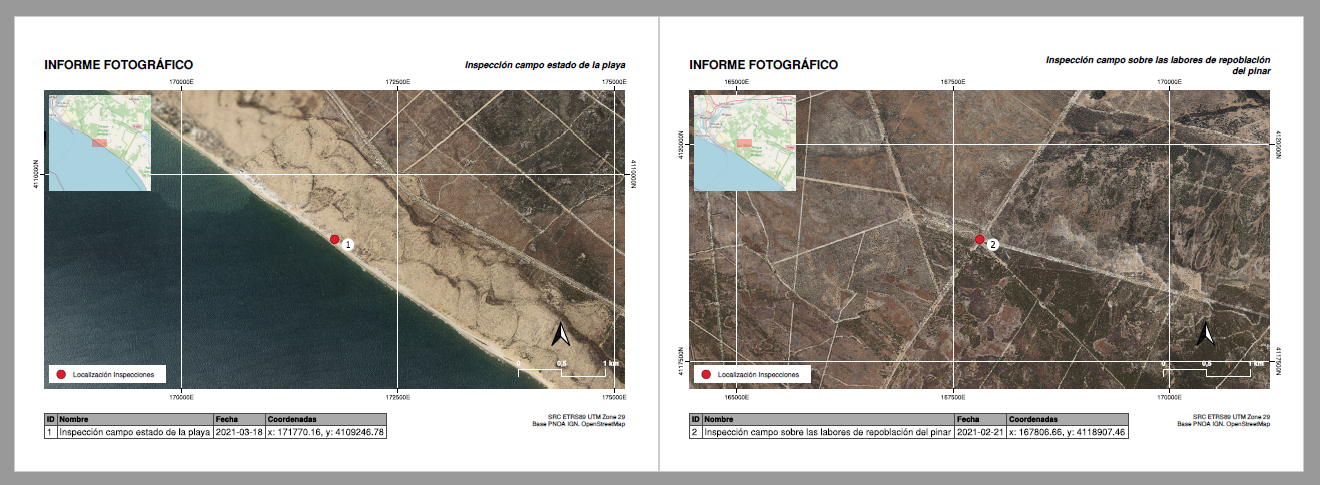 INFORME FOTOGRÁFICO
Inspección campo estado de la playa
170000E 172500E 175000E
4110000N 4110000N
1
0 0,5 1 km
Localización Inspecciones
170000E 172500E 175000E
ID Nombre Fecha Coordenadas
1 Inspección campo estado de la playa 2021-03-18 x: 171770.16, y: 4109246.78
SRC ETRS89 UTM Zone 29
Base PNOA IGN. OpenStreetMap
INFORME FOTOGRÁFICO
Inspección campo sobre las labores de repoblación
del pinar
165000E 167500E 170000E
4120000N 4120000N
2
0 0,5 1 km
4117500N 4117500N
Localización Inspecciones
165000E 167500E 170000E
ID Nombre Fecha Coordenadas
2 Inspección campo sobre las labores de repoblación del pinar 2021-02-21 x: 167806.66, y: 4118907.46
SRC ETRS89 UTM Zone 29
Base PNOA IGN. OpenStreetMap